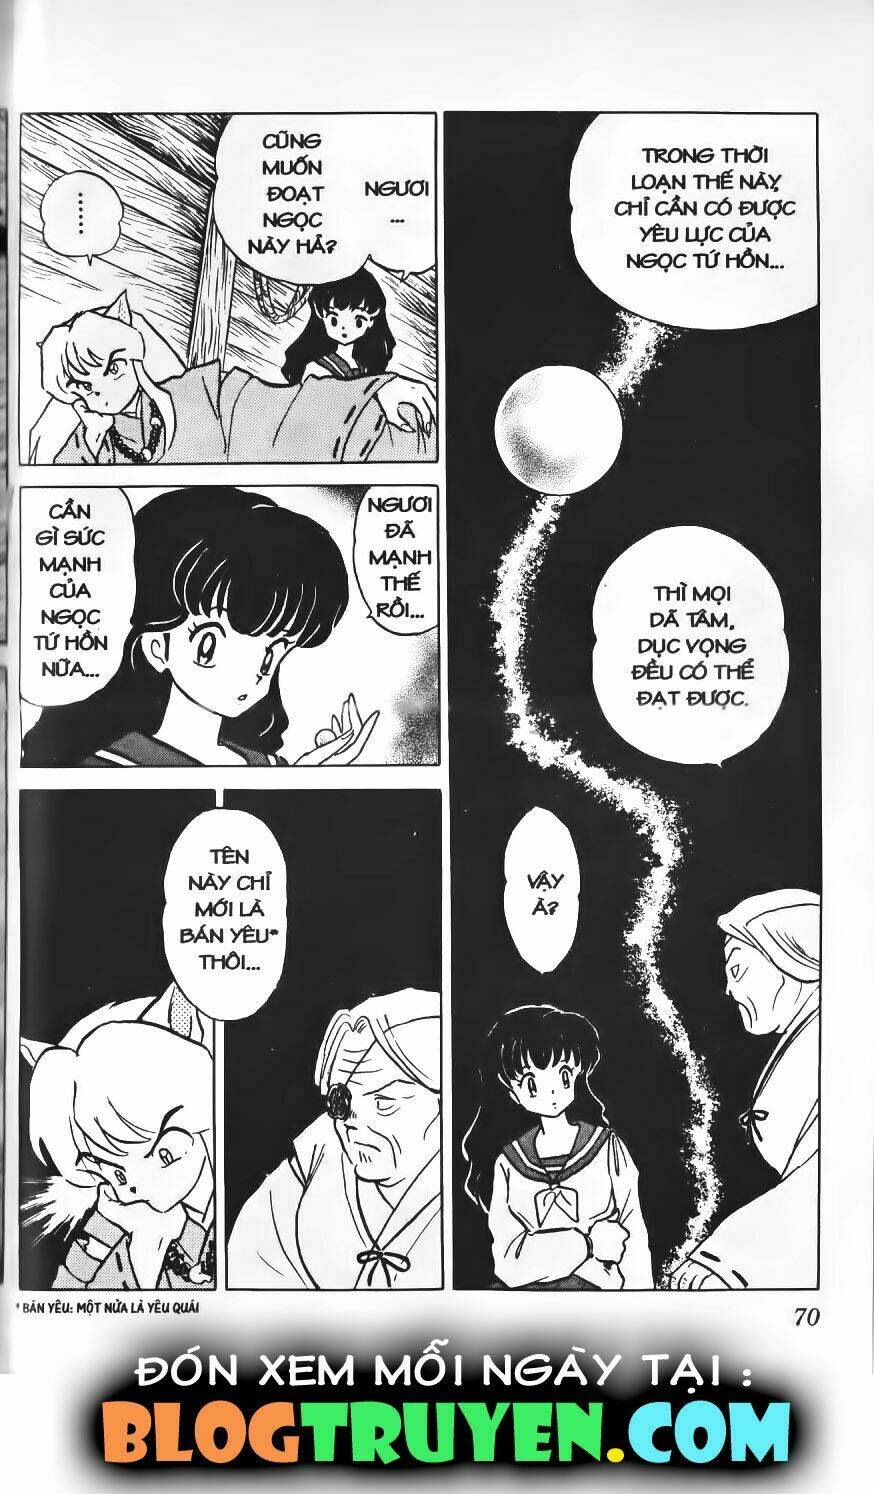 TRONG THỜI
LOẠN THẾ NÀY,
CHỈ CẦN CÓ ĐƯỢC
YÊU LỰC CỦA
NGỌC TỨ HỒN...
THÌ MỌI
DÃ TÂM,
DỤC VỌNG
ĐỀU CÓ THỂ
ĐẠT ĐƯỢC.
VẬY
À?
NGƯƠI
...
CŨNG
MUỐN
ĐOẠT
NGỌC
NÀY HẢ?
......
NGƯƠI
ĐÃ
MẠNH
THẾ
RỒI...
CẦN
GÌ SỨC
MẠNH
CỦA
NGỌC
TỨ HỒN
NỮA...
TÊN
NÀY CHỈ
MỚI LÀ
BÁN YÊU*
THÔI...
* BÁN YÊU: MỘT NỬA LÀ YÊU QUÁI
70
ĐÓN XEM MỖI NGÀY TẠI :
BLOGTRUYEN.COM